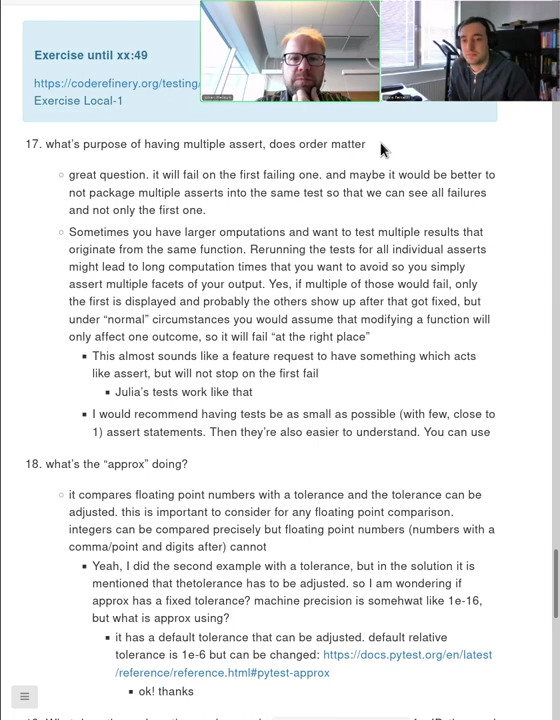 Exercise until xx:49
https://coderefinery.org/testing/
Exercise Local-1
17. what's purpose of having multiple assert, does order matter
great question. it will fail on the first failing one. and maybe it would be better to
not package multiple asserts into the same test so that we can see all failures
and not only the first one.
Sometimes you have larger omputations and want to test multiple results that
originate from the same function. Rerunning the tests for all individual asserts
might lead to long computation times that you want to avoid so you simply
assert multiple facets of your output. Yes, if multiple of those would fail, only
the first is displayed and probably the others show up after that got fixed, but
under “normal” circumstances you would assume that modifying a function will
only affect one outcome, so it will fail “at the right place”
This almost sounds like a feature request to have something which acts
like assert, but will not stop on the first fail
Julia's tests work like that
I would recommend having tests be as small as possible (with few, close to
1) assert statements. Then they're also easier to understand. You can use
18. what's the “approx” doing?
it compares floating point numbers with a tolerance and the tolerance can be
adjusted. this is important to consider for any floating point comparison.
integers can be compared precisely but floating point numbers (numbers with a
comma/point and digits after) cannot
Yeah, I did the second example with a tolerance, but in the solution it is
mentioned that thetolerance has to be adjusted. so I am wondering if
approx has a fixed tolerance? machine precision is somehwat like 1e-16,
but what is approx using?
it has a default tolerance that can be adjusted. default relative
tolerance is 1e-6 but can be changed: https://docs.pytest.org/en/latest
/reference/reference.html#pytest-approx
ok! thanks